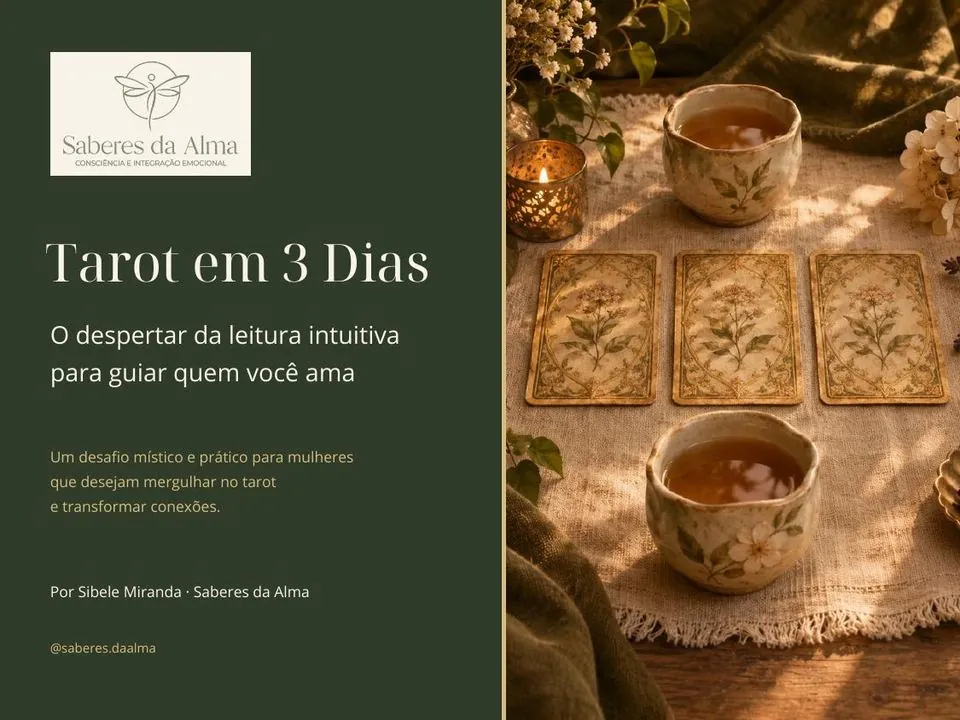 Saberes da Alma
CONSCIÊNCIA E INTEGRAÇÃO EMOCIONAL
Tarot em 3 Dias
O despertar da leitura intuitiva
para guiar quem você ama
Um desafio místico e prático para mulheres
que desejam mergulhar no tarot
e transformar conexões.
Por Sibele Miranda · Saberes da Alma
@saberes.daalma